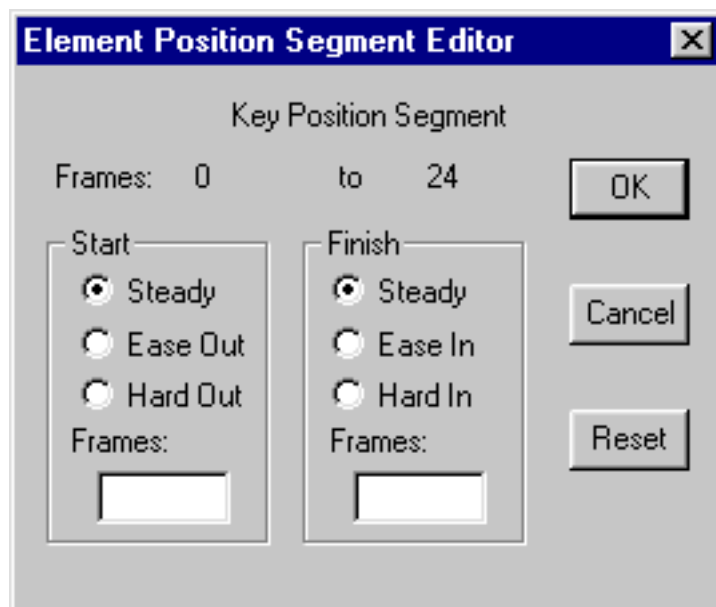 Element Position Segment Editor
Key Position Segment
Frames: 0 to 24
OK
Start
Steady
Ease Out
Hard Out
Frames:
Finish
Steady
Ease In
Hard In
Frames:
Cancel
Reset